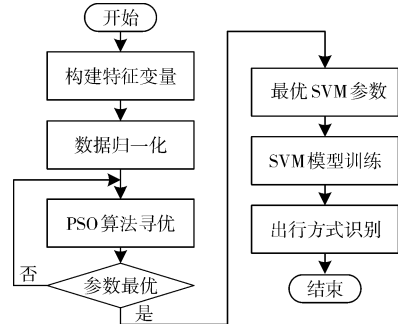 开始
构建特征变量
数据归一化
PSO算法寻优
否
参数最优
是
最优SVM参数
SVM模型训练
出行方式识别
结束